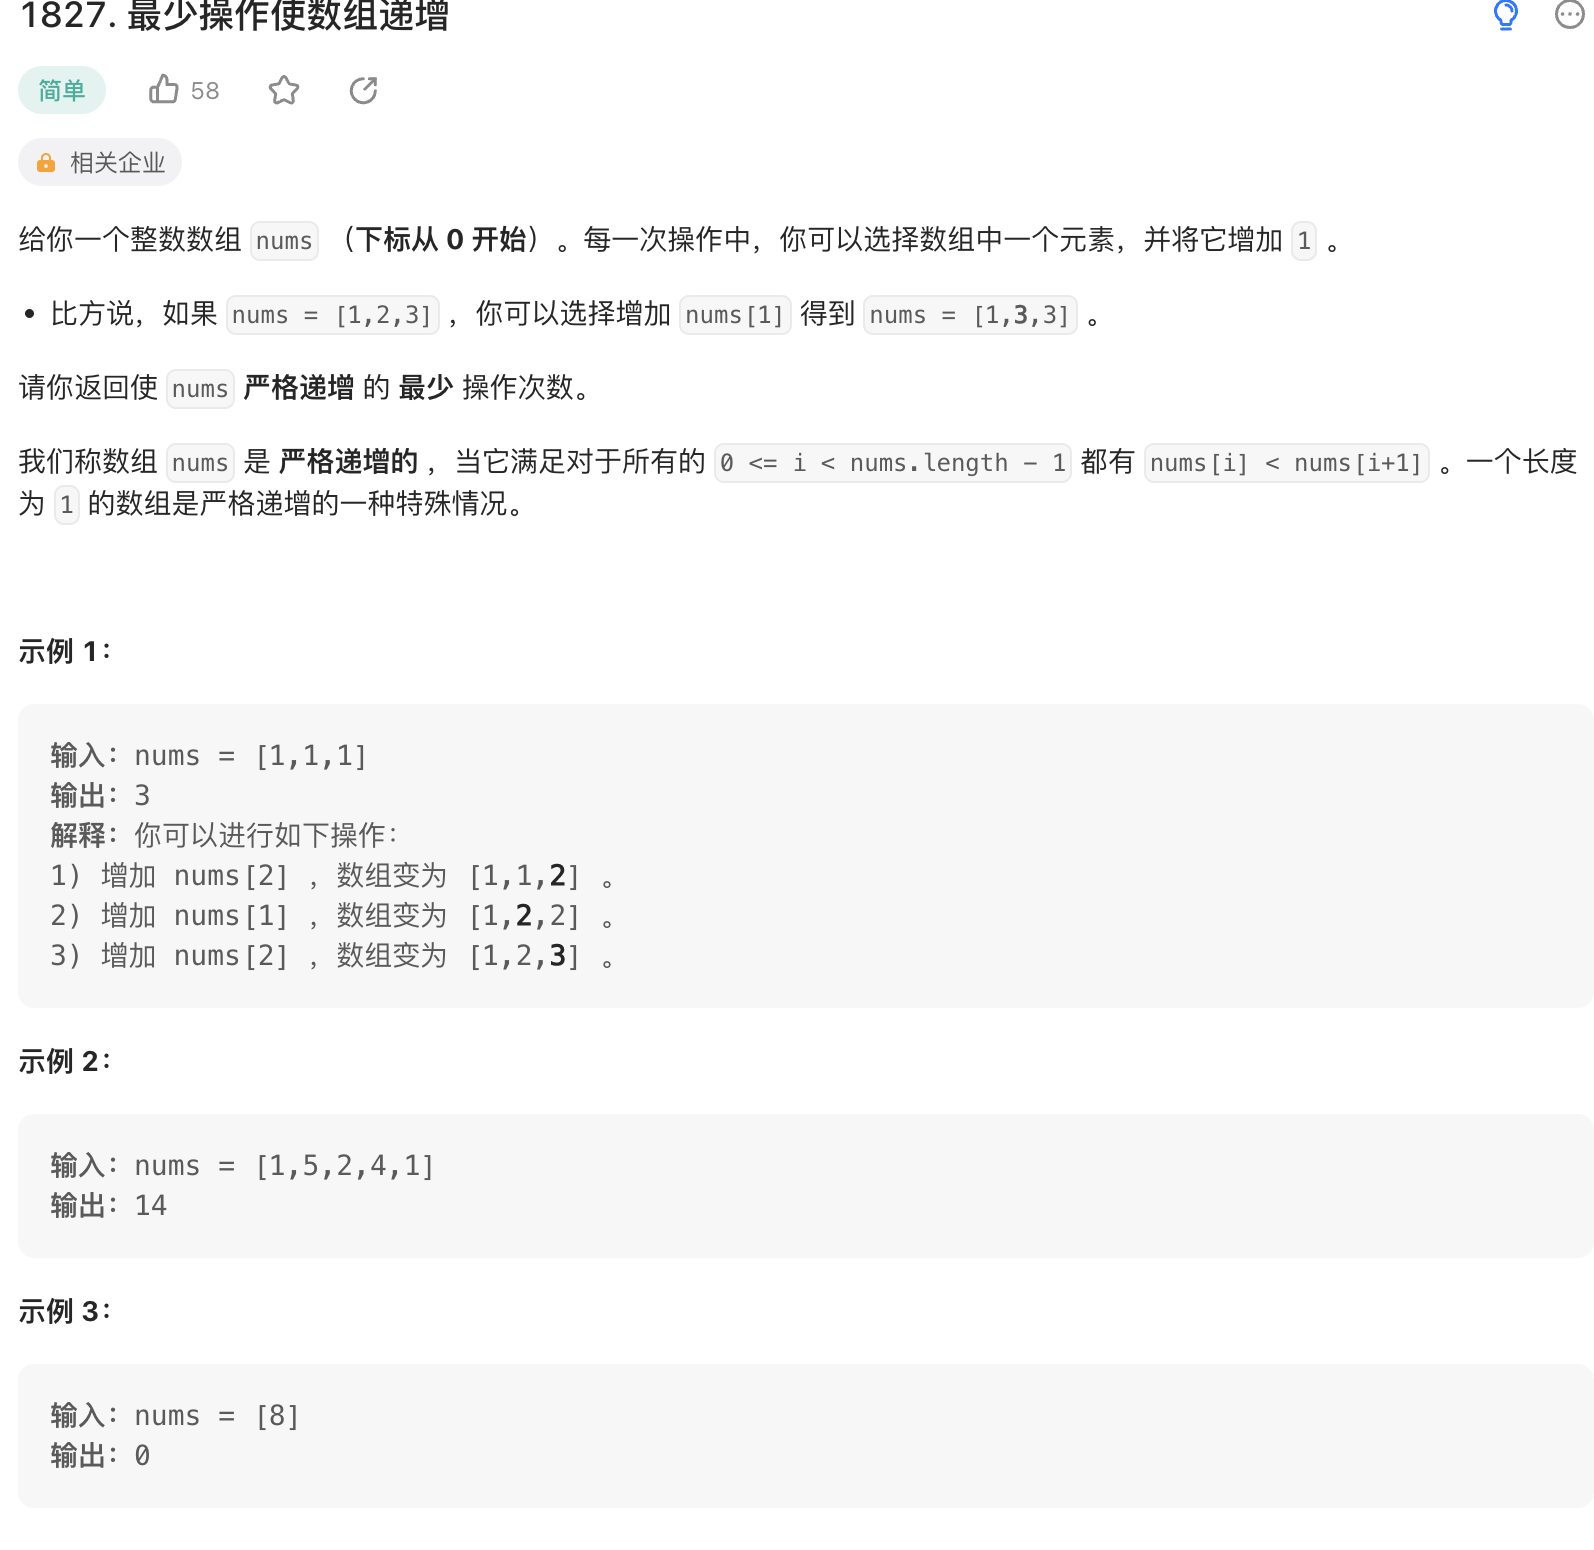 1827. 最少操作使数组递增
简单 58
相关企业
给你一个整数数组 nums （下标从 0 开始）。每一次操作中，你可以选择数组中一个元素，并将它增加 1 。
• 比方说，如果 nums = [1,2,3] ，你可以选择增加 nums[1] 得到 nums = [1,3,3] 。
请你返回使 nums 严格递增 的 最少 操作次数。
我们称数组 nums 是 严格递增的 ，当它满足对于所有的 0 <= i < nums.length - 1 都有 nums[i] < nums[i+1] 。一个长度
为 1 的数组是严格递增的一种特殊情况。
示例 1：
输入：nums = [1,1,1]
输出：3
解释：你可以进行如下操作：
1) 增加 nums[2] ，数组变为 [1,1,2] 。
2) 增加 nums[1] ，数组变为 [1,2,2] 。
3) 增加 nums[2] ，数组变为 [1,2,3] 。
示例 2：
输入：nums = [1,5,2,4,1]
输出：14
示例 3：
输入：nums = [8]
输出：0